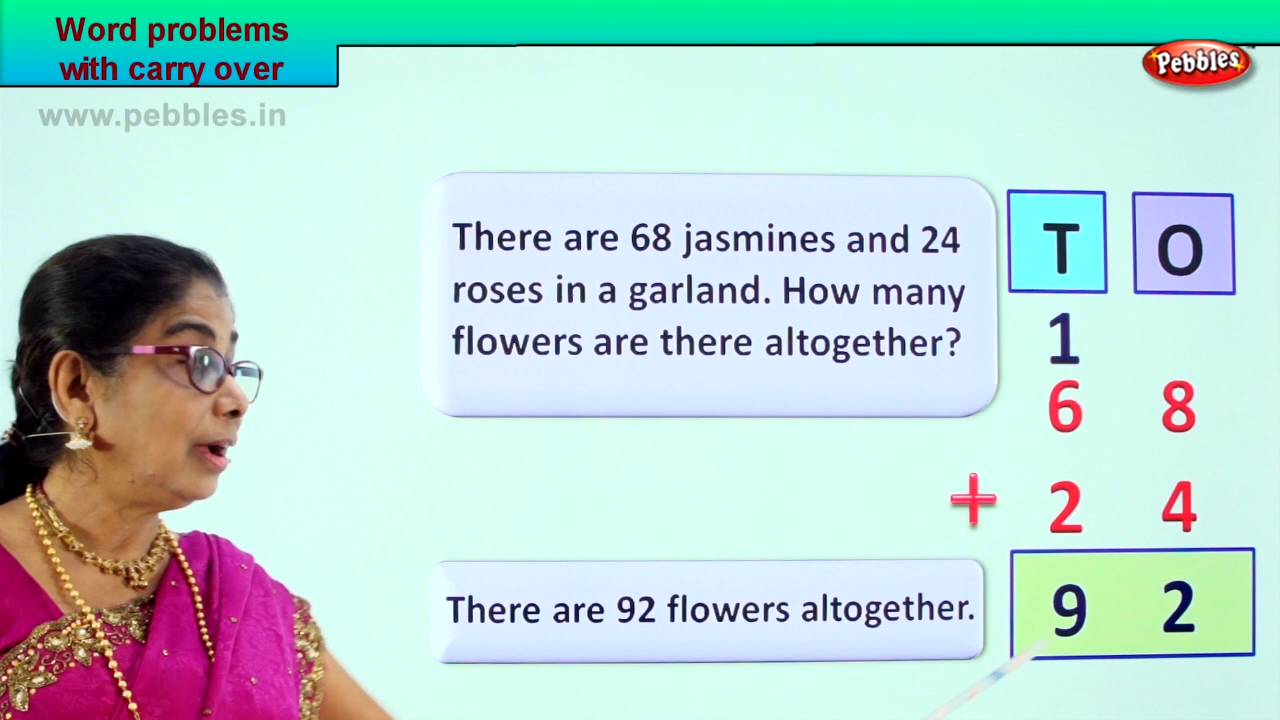 Word problems
with carry over
www.pebbles.in
Pebbles
There are 68 jasmines and 24
roses in a garland. How many
flowers are there altogether?
T O
1
6 8
+ 2 4
9 2
There are 92 flowers altogether.